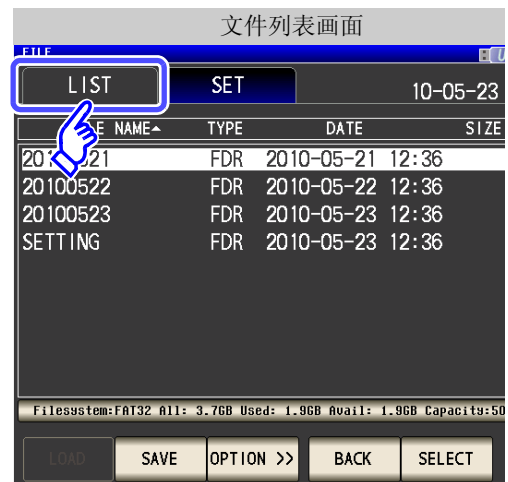 文件列表画面
FILE
LIST SET 10-05-23
NAME TYPE DATE SIZE
FDR 2010-05-21 12:36
20100522 FDR 2010-05-22 12:36
20100523 FDR 2010-05-23 12:36
SETTING FDR 2010-05-23 12:36
Filesystem:FAT32 All: 3.7GB Used: 1.9GB Avail: 1.9GB Capacity:50
LOAD SAVE OPTION >> BACK SELECT